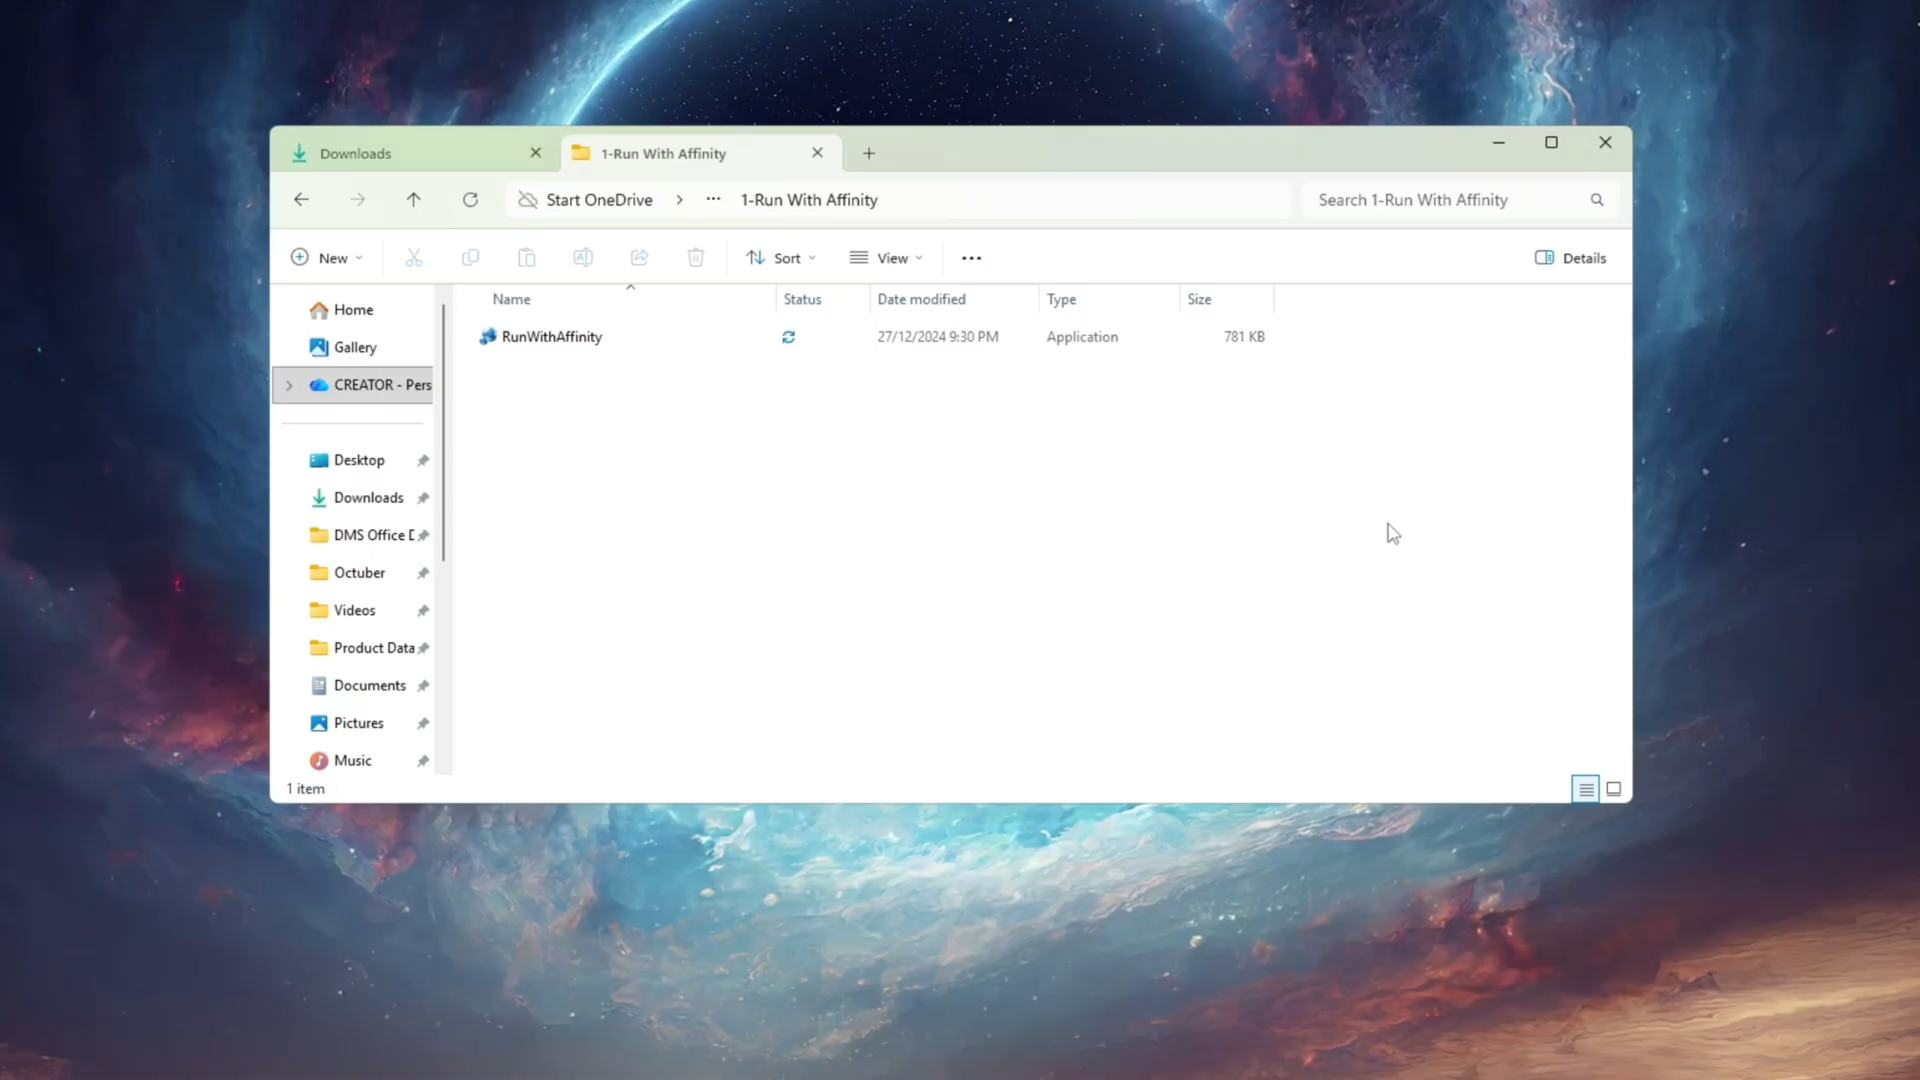 Downloads
1-Run With Affinity
Start OneDrive > ··· 1-Run With Affinity
Search 1-Run With Affinity
New
Sort
View
Details
Name Status Date modified Type Size
RunWithAffinity 27/12/2024 9:30 PM Application 781 KB
Home
Gallery
CREATOR - Pers
Desktop
Downloads
DMS Office D
Octuber
Videos
Product Data
Documents
Pictures
Music
1 item